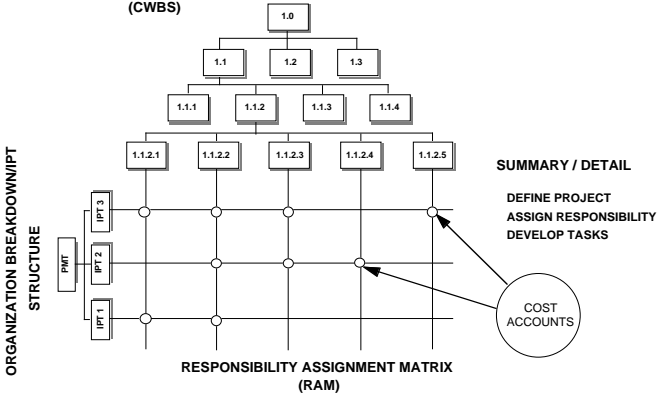 (CWBS)
1.0
1.1
1.2
1.3
1.1.1
1.1.2
1.1.3
1.1.4
1.1.2.1
1.1.2.2
1.1.2.3
1.1.2.4
1.1.2.5
ORGANIZATION BREAKDOWN/IPT
STRUCTURE
PMT
IPT 3
IPT 2
IPT 1
SUMMARY / DETAIL
DEFINE PROJECT
ASSIGN RESPONSIBILITY
DEVELOP TASKS
COST
ACCOUNTS
RESPONSIBILITY ASSIGNMENT MATRIX
(RAM)